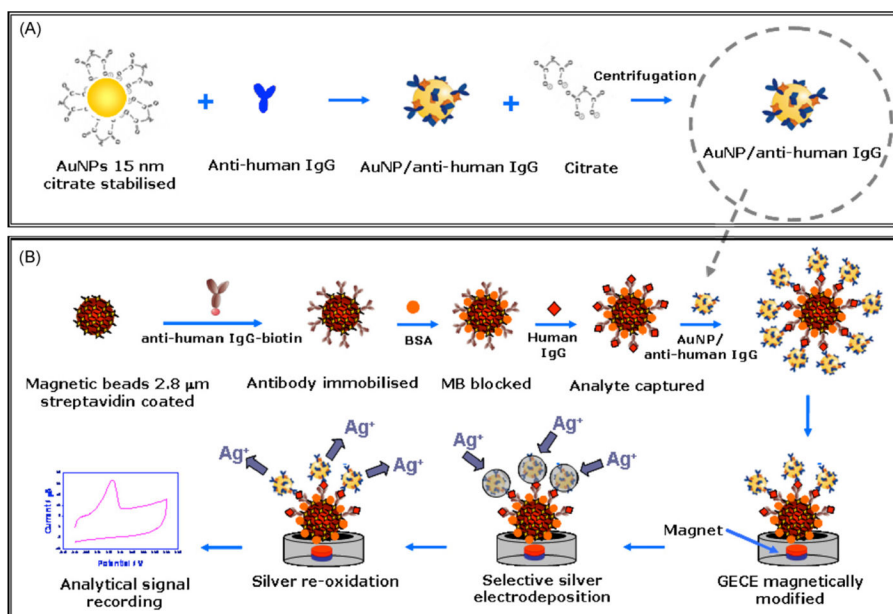 (A)
AuNPs 15 nm
citrate stabilised
+
Anti-human IgG
AuNP/anti-human IgG
+
Citrate
Centrifugation
AuNP/anti-human IgG
(B)
Magnetic beads 2.8 μm
streptavidin coated
anti-human IgG-biotin
Antibody immobilised
BSA
MB blocked
Human
IgG
Analyte captured
AuNP/
anti-human IgG
Magnet
GECE magnetically
modified
Ag⁺
Ag⁺
Ag⁺
Selective silver
electrodeposition
Ag⁺
Ag⁺
Ag⁺
Silver re-oxidation
Current / µA
Potential / V
Analytical signal
recording